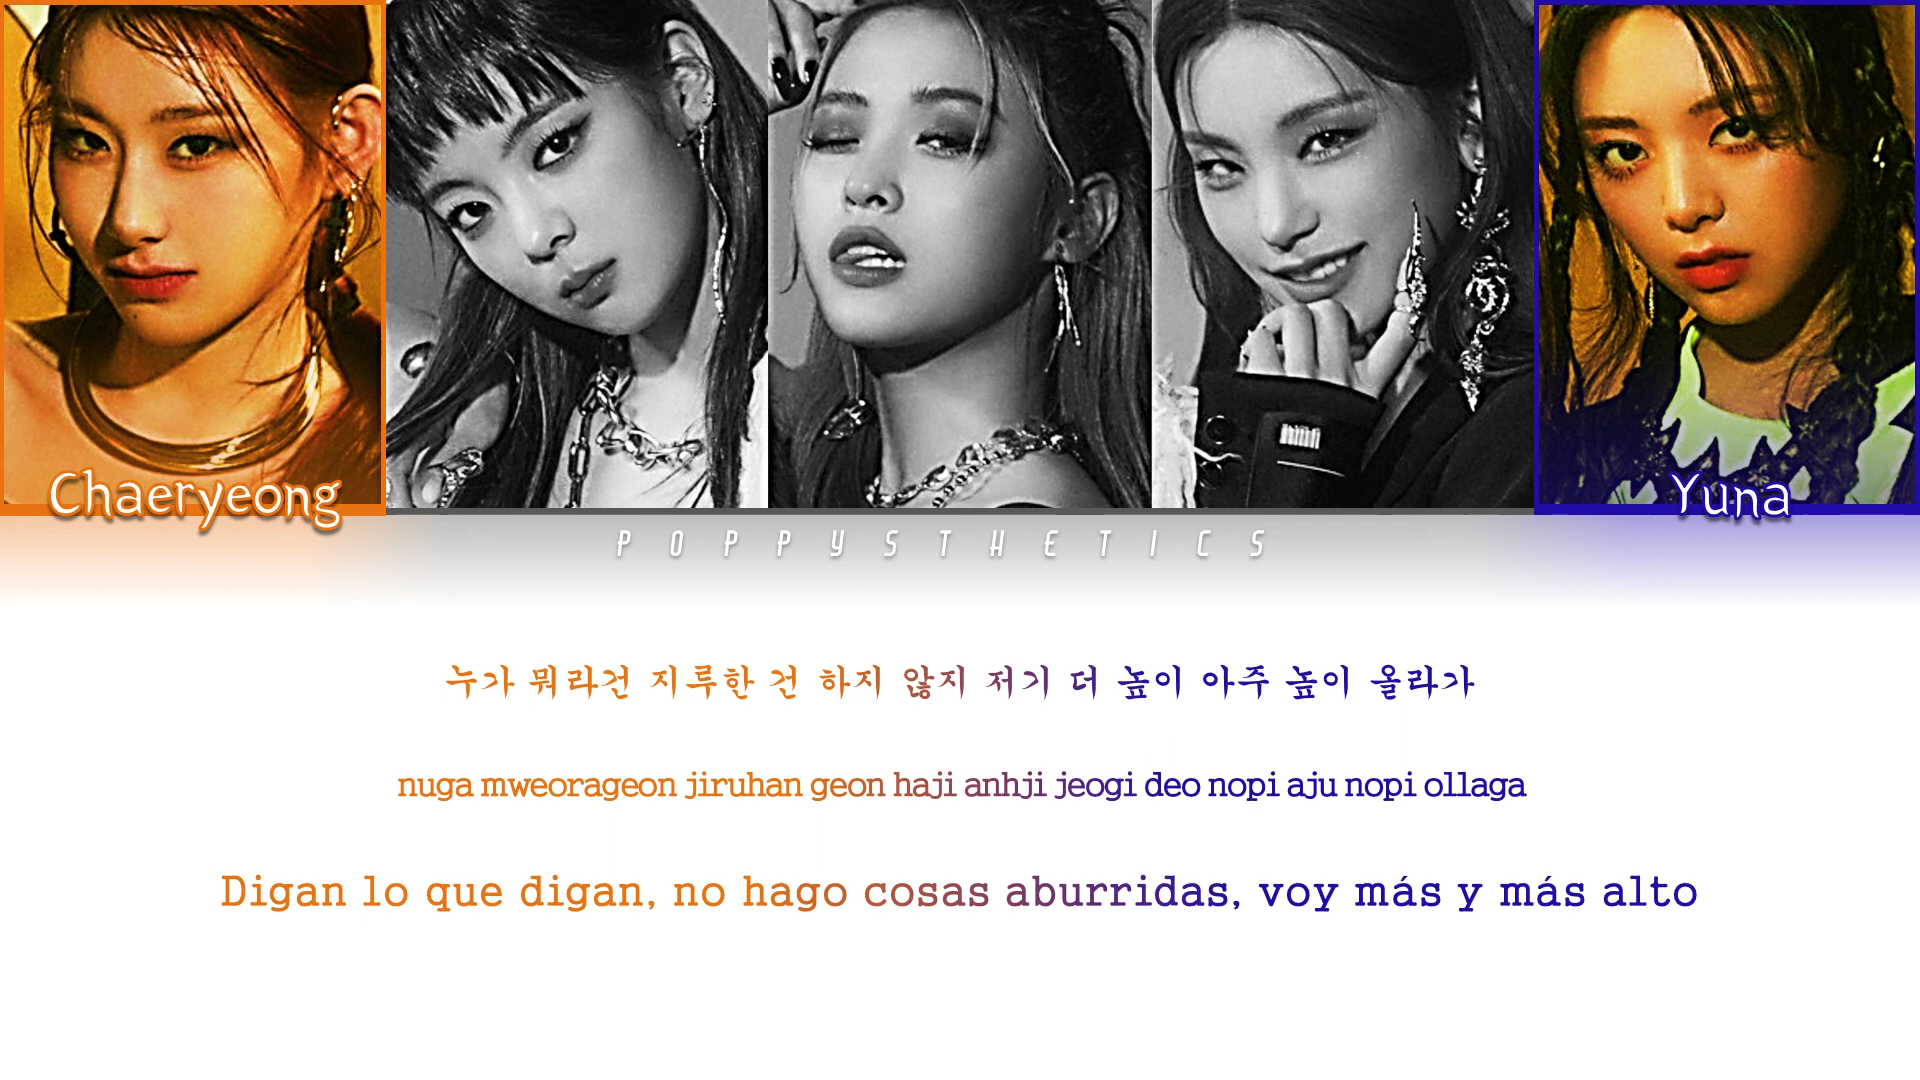 Chaeryeong
Yuna
POPPYSTHETICS
누가 뭐라건 지루한 건 하지 않지 저기 더 높이 아주 높이 올라가
nuga mweorageon jiruhan geon haji anhji jeogi deo nopi aju nopi ollaga
Digan lo que digan, no hago cosas aburridas, voy más y más alto